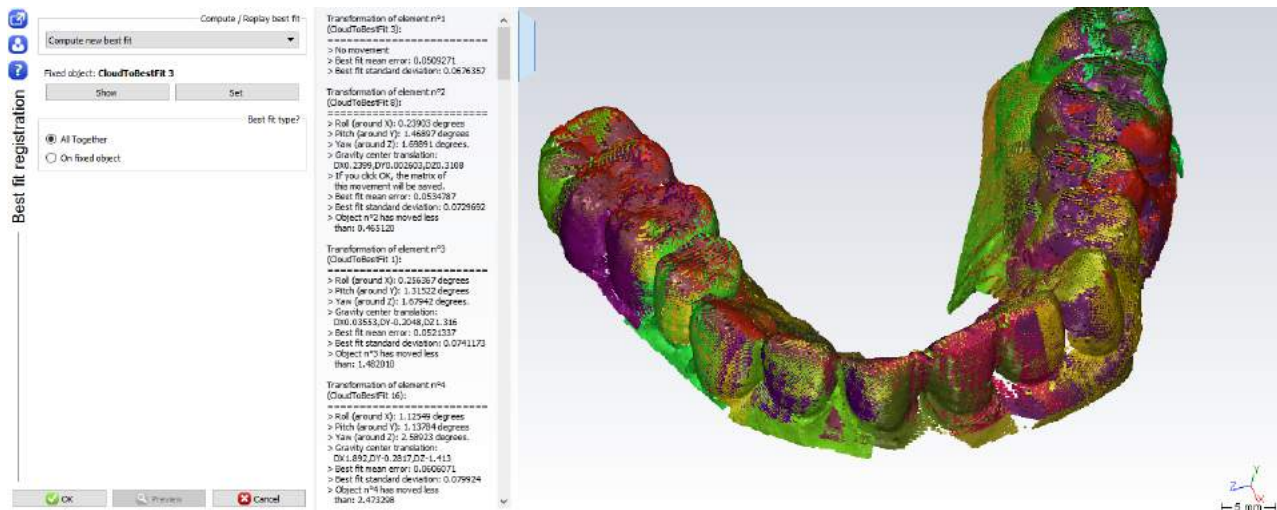 Compute / Replay best fit
Compute new best fit
Fixed object: CloudToBestFit 3
Show
Set
Best fit type?
All Together
On fixed object
Best fit registration
OK
Preview
Cancel
Transformation of element n°1
(CloudToBestFit 3):
==========================
> No movement
> Best fit mean error: 0.0509271
> Best fit standard deviation: 0.0676357
Transformation of element n°2
(CloudToBestFit 8):
==========================
> Roll (around X): 0.23903 degrees
> Pitch (around Y): 1.46897 degrees
> Yaw (around Z): 1.69891 degrees.
> Gravity center translation:
DX0.2399,DY0.002603,DZ0.3108
> If you click OK, the matrix of
this movement will be saved.
> Best fit mean error: 0.0534787
> Best fit standard deviation: 0.0729692
> Object n°2 has moved less
than: 0.465120
Transformation of element n°3
(CloudToBestFit 1):
==========================
> Roll (around X): 0.256367 degrees
> Pitch (around Y): 1.31522 degrees
> Yaw (around Z): 1.67942 degrees.
> Gravity center translation:
DX0.03553,DY-0.2048,DZ1.316
> Best fit mean error: 0.0521337
> Best fit standard deviation: 0.0741173
> Object n°3 has moved less
than: 1.482010
Transformation of element n°4
(CloudToBestFit 16):
==========================
> Roll (around X): 1.12549 degrees
> Pitch (around Y): 1.13784 degrees
> Yaw (around Z): 2.58923 degrees.
> Gravity center translation:
DX1.892,DY-0.2817,DZ-1.413
> Best fit mean error: 0.0606071
> Best fit standard deviation: 0.079924
> Object n°4 has moved less
than: 2.473298
Y
Z
X
5 mm